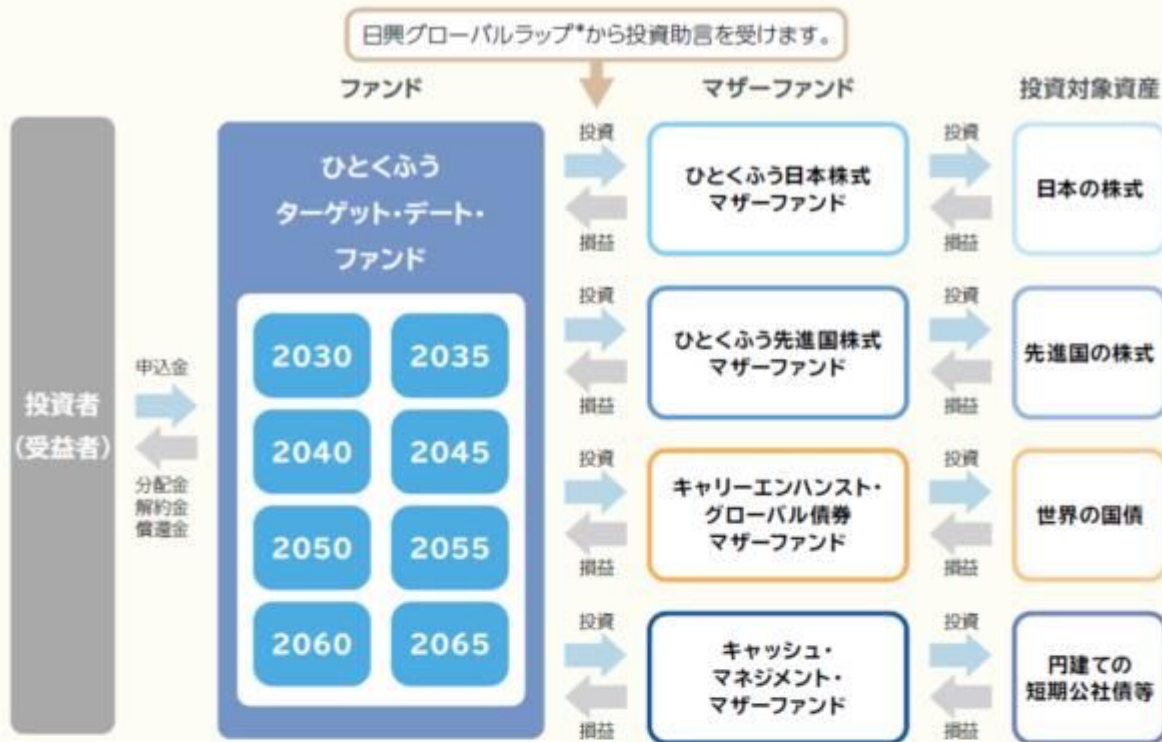 日興グローバルラップ*から投資助言を受けます。
ファンド
マザーファンド
投資対象資産
投資者
(受益者)
申込金
分配金
解約金
償還金
ひとくふう
ターゲット・デート・
ファンド
2030
2035
2040
2045
2050
2055
2060
2065
投資
損益
ひとくふう日本株式
マザーファンド
投資
損益
日本の株式
投資
損益
ひとくふう先進国株式
マザーファンド
投資
損益
先進国の株式
投資
損益
キャリーエンハンスト・
グローバル債券
マザーファンド
投資
損益
世界の国債
投資
損益
キャッシュ・
マネジメント・
マザーファンド
投資
損益
円建ての
短期公社債等